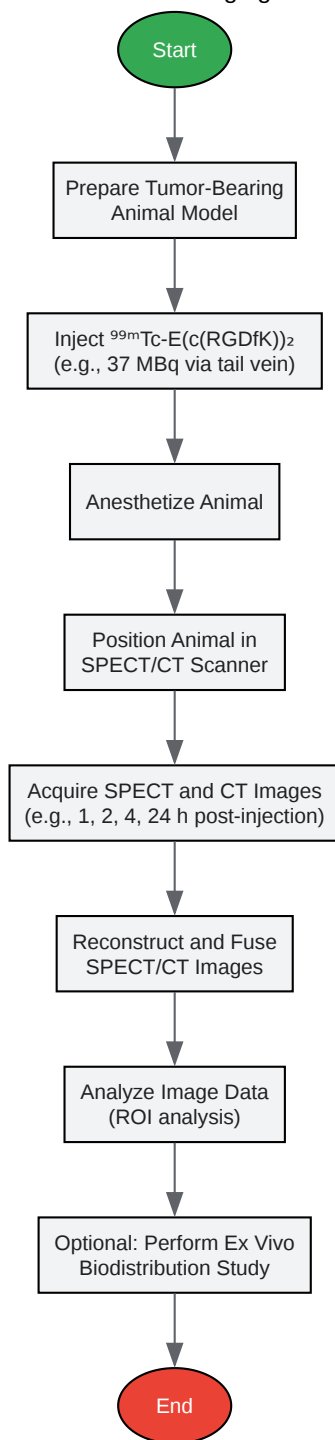 Start
Prepare Tumor-Bearing
Animal Model
Inject ⁹⁹ᵐTc-E(c(RGDfK))₂
(e.g., 37 MBq via tail vein)
Anesthetize Animal
Position Animal in
SPECT/CT Scanner
Acquire SPECT and CT Images
(e.g., 1, 2, 4, 24 h post-injection)
Reconstruct and Fuse
SPECT/CT Images
Analyze Image Data
(ROI analysis)
Optional: Perform Ex Vivo
Biodistribution Study
End